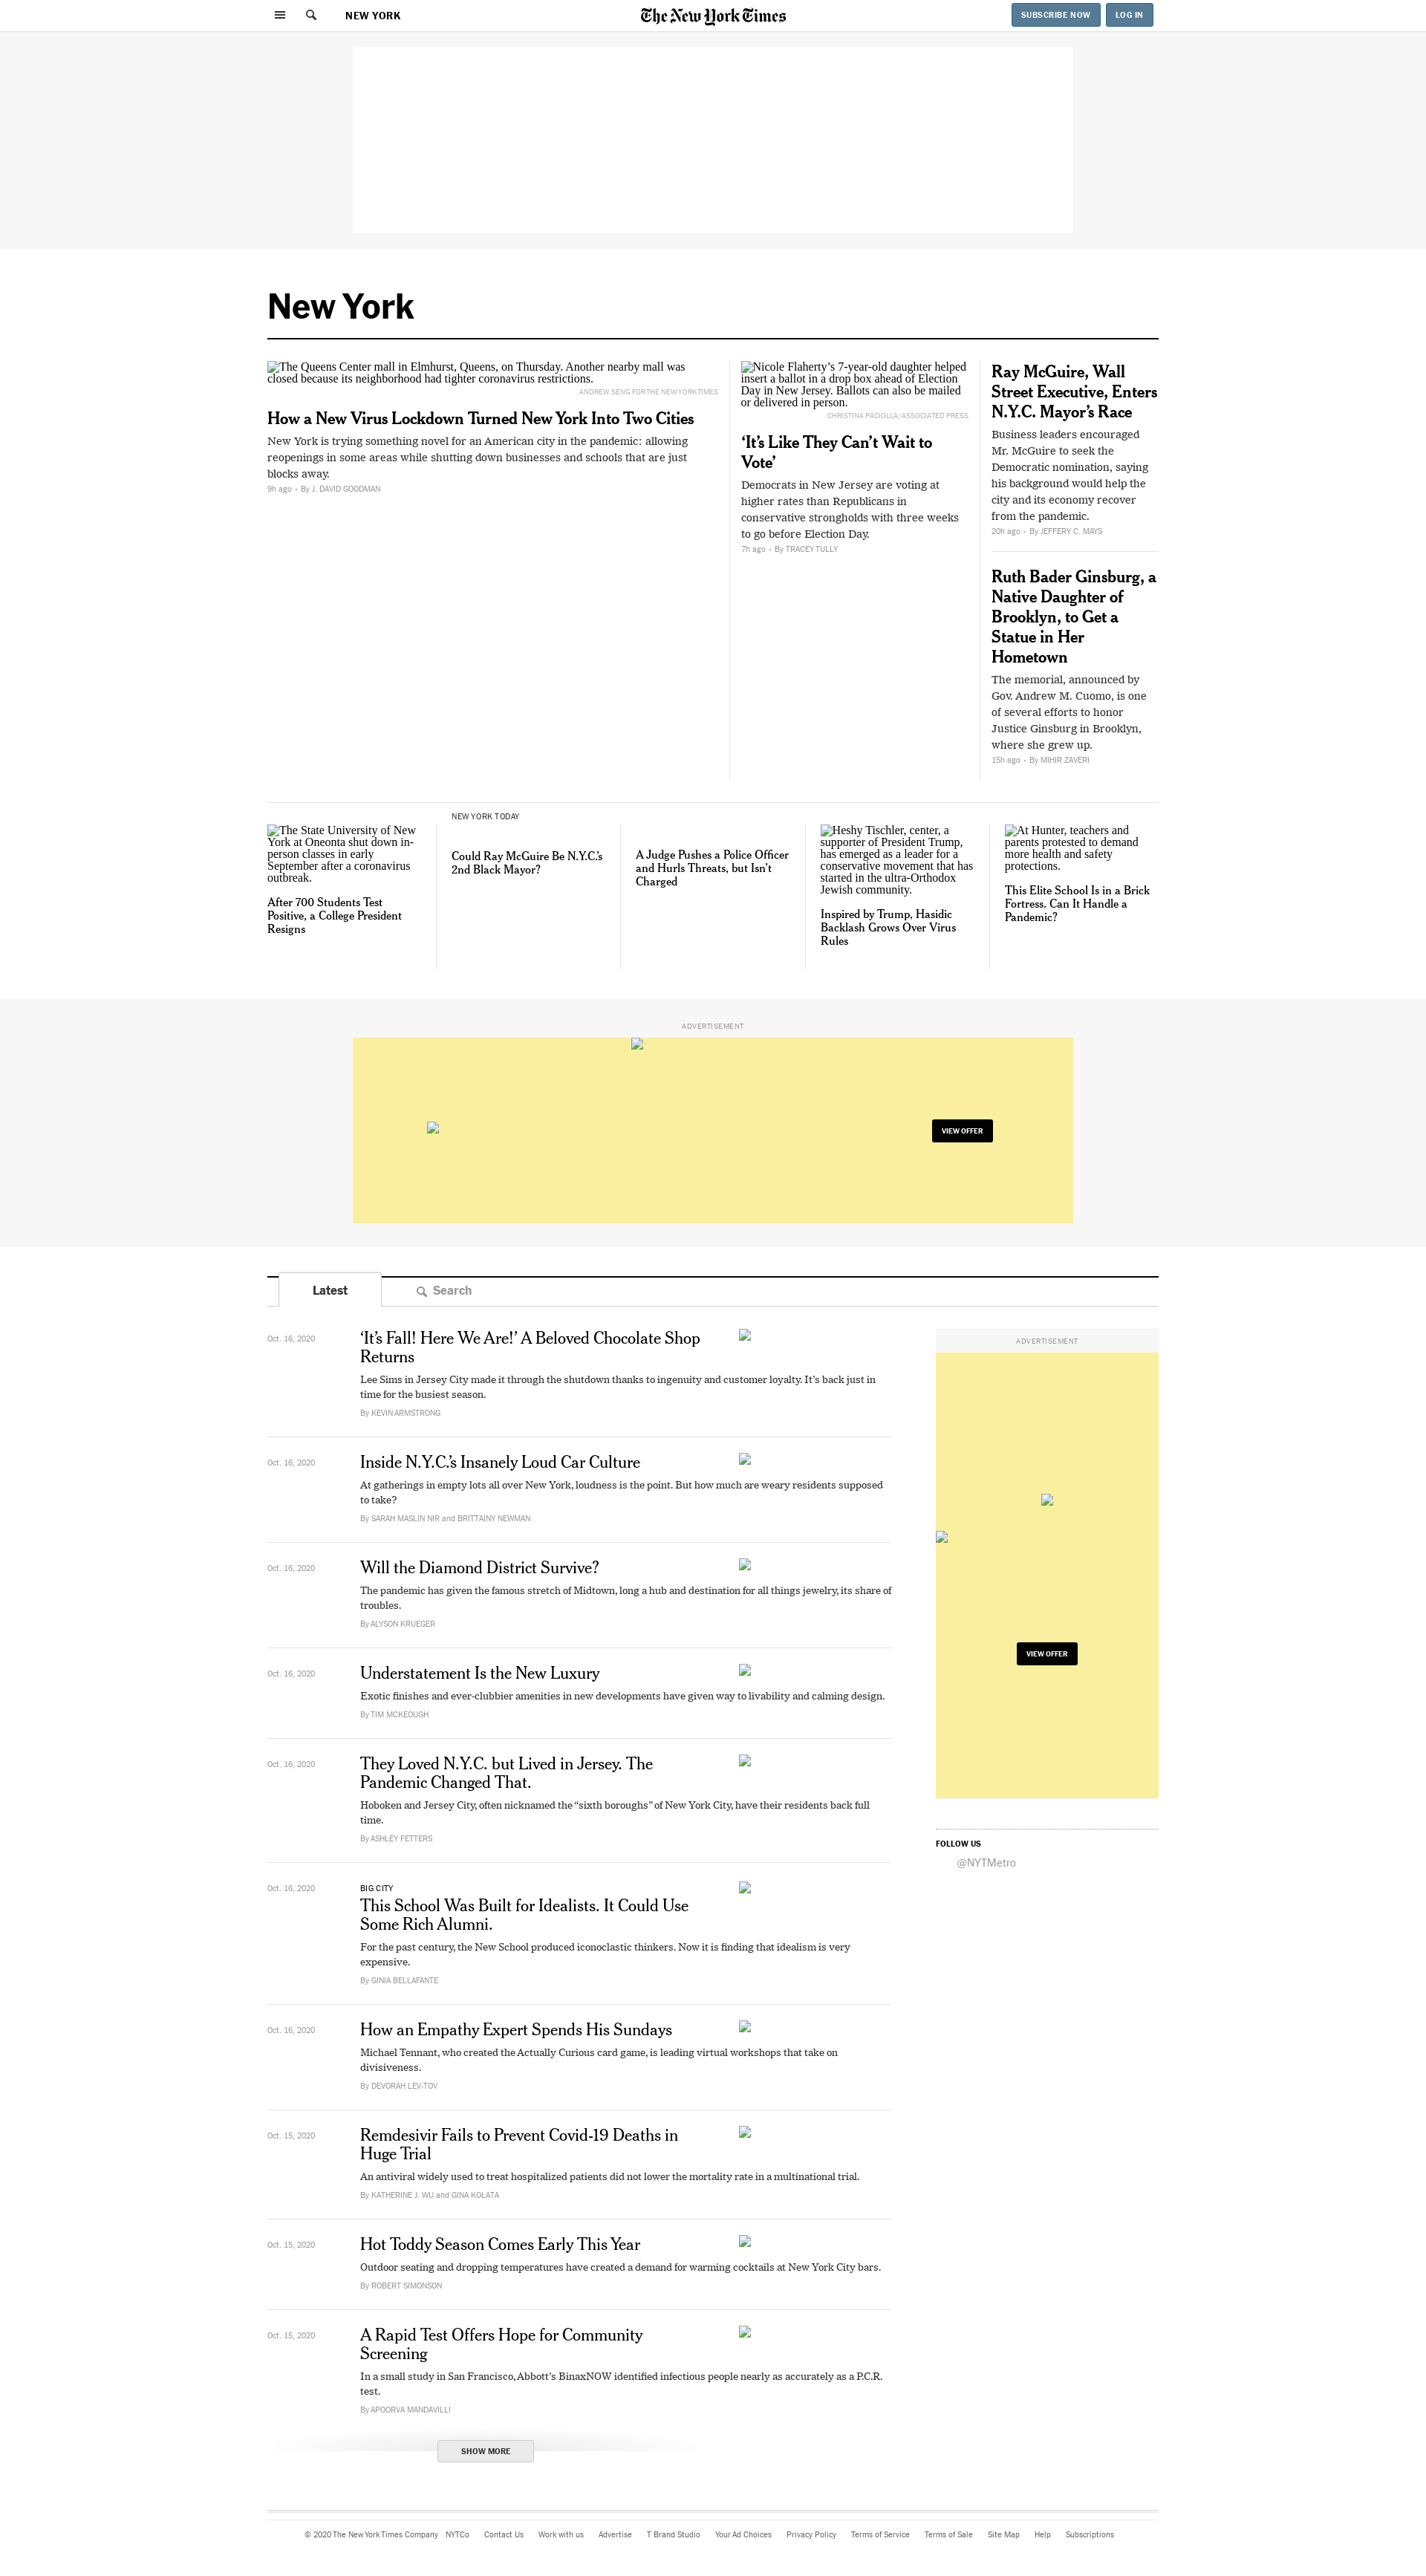 NEW YORK
The New York Times
SUBSCRIBE NOW
LOG IN
New York
The Queens Center mall in Elmhurst, Queens, on Thursday. Another nearby mall was
closed because its neighborhood had tighter coronavirus restrictions.
ANDREW SENG FOR THE NEW YORK TIMES
How a New Virus Lockdown Turned New York Into Two Cities
New York is trying something novel for an American city in the pandemic: allowing
reopenings in some areas while shutting down businesses and schools that are just
blocks away.
9h ago • By J. DAVID GOODMAN
Nicole Flaherty’s 7-year-old daughter helped
insert a ballot in a drop box ahead of Election
Day in New Jersey. Ballots can also be mailed
or delivered in person.
CHRISTINA PACIOLLA/ASSOCIATED PRESS
‘It’s Like They Can’t Wait to
Vote’
Democrats in New Jersey are voting at
higher rates than Republicans in
conservative strongholds with three weeks
to go before Election Day.
7h ago • By TRACEY TULLY
Ray McGuire, Wall
Street Executive, Enters
N.Y.C. Mayor’s Race
Business leaders encouraged
Mr. McGuire to seek the
Democratic nomination, saying
his background would help the
city and its economy recover
from the pandemic.
20h ago • By JEFFERY C. MAYS
Ruth Bader Ginsburg, a
Native Daughter of
Brooklyn, to Get a
Statue in Her
Hometown
The memorial, announced by
Gov. Andrew M. Cuomo, is one
of several efforts to honor
Justice Ginsburg in Brooklyn,
where she grew up.
15h ago • By MIHIR ZAVERI
The State University of New
York at Oneonta shut down in-
person classes in early
September after a coronavirus
outbreak.
After 700 Students Test
Positive, a College President
Resigns
NEW YORK TODAY
Could Ray McGuire Be N.Y.C.’s
2nd Black Mayor?
A Judge Pushes a Police Officer
and Hurls Threats, but Isn’t
Charged
Heshy Tischler, center, a
supporter of President Trump,
has emerged as a leader for a
conservative movement that has
started in the ultra-Orthodox
Jewish community.
Inspired by Trump, Hasidic
Backlash Grows Over Virus
Rules
At Hunter, teachers and
parents protested to demand
more health and safety
protections.
This Elite School Is in a Brick
Fortress. Can It Handle a
Pandemic?
ADVERTISEMENT
VIEW OFFER
Latest
Search
Oct. 16, 2020
‘It’s Fall! Here We Are!’ A Beloved Chocolate Shop
Returns
Lee Sims in Jersey City made it through the shutdown thanks to ingenuity and customer loyalty. It’s back just in
time for the busiest season.
By KEVIN ARMSTRONG
Oct. 16, 2020
Inside N.Y.C.’s Insanely Loud Car Culture
At gatherings in empty lots all over New York, loudness is the point. But how much are weary residents supposed
to take?
By SARAH MASLIN NIR and BRITTAINY NEWMAN
Oct. 16, 2020
Will the Diamond District Survive?
The pandemic has given the famous stretch of Midtown, long a hub and destination for all things jewelry, its share of
troubles.
By ALYSON KRUEGER
Oct. 16, 2020
Understatement Is the New Luxury
Exotic finishes and ever-clubbier amenities in new developments have given way to livability and calming design.
By TIM MCKEOUGH
Oct. 16, 2020
They Loved N.Y.C. but Lived in Jersey. The
Pandemic Changed That.
Hoboken and Jersey City, often nicknamed the “sixth boroughs” of New York City, have their residents back full
time.
By ASHLEY FETTERS
Oct. 16, 2020
BIG CITY
This School Was Built for Idealists. It Could Use
Some Rich Alumni.
For the past century, the New School produced iconoclastic thinkers. Now it is finding that idealism is very
expensive.
By GINIA BELLAFANTE
Oct. 16, 2020
How an Empathy Expert Spends His Sundays
Michael Tennant, who created the Actually Curious card game, is leading virtual workshops that take on
divisiveness.
By DEVORAH LEV-TOV
Oct. 15, 2020
Remdesivir Fails to Prevent Covid-19 Deaths in
Huge Trial
An antiviral widely used to treat hospitalized patients did not lower the mortality rate in a multinational trial.
By KATHERINE J. WU and GINA KOLATA
Oct. 15, 2020
Hot Toddy Season Comes Early This Year
Outdoor seating and dropping temperatures have created a demand for warming cocktails at New York City bars.
By ROBERT SIMONSON
Oct. 15, 2020
A Rapid Test Offers Hope for Community
Screening
In a small study in San Francisco, Abbott’s BinaxNOW identified infectious people nearly as accurately as a P.C.R.
test.
By APOORVA MANDAVILLI
SHOW MORE
ADVERTISEMENT
VIEW OFFER
FOLLOW US
@NYTMetro
© 2020 The New York Times Company NYTCo Contact Us Work with us Advertise T Brand Studio Your Ad Choices Privacy Policy Terms of Service Terms of Sale Site Map Help Subscriptions